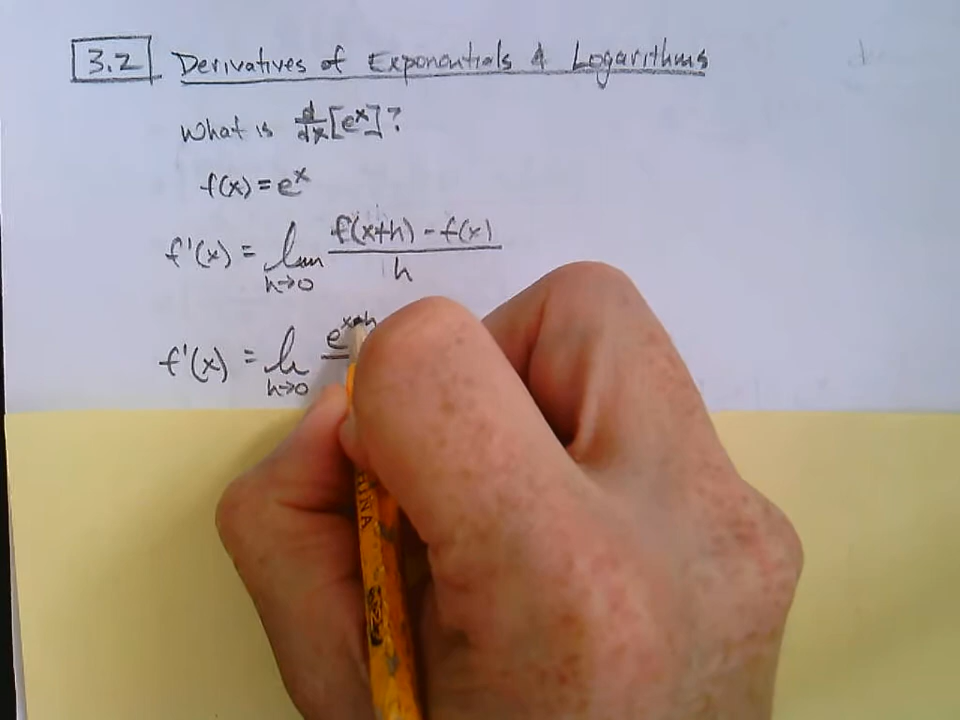 3.2 Derivatives of Exponentials & Logarithms
What is d/dx [e^x]?
f(x) = e^x
f'(x) = lim h→0 f(x+h) - f(x) / h
f'(x) = lim h→0 e^x+h